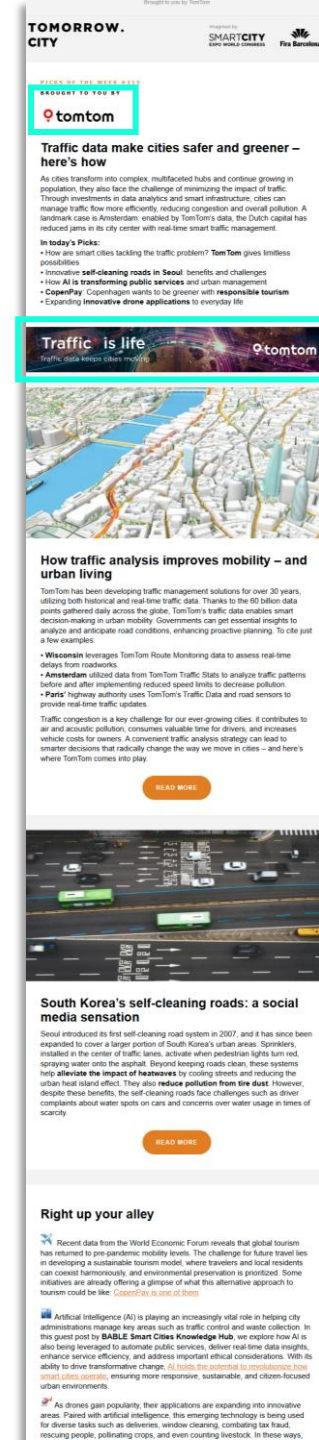 Brought to you by TomTom
TOMORROW.
CITY
SMARTCITY
EXPO WORLD CONGRESS
Fira Barcelona
PICKS OF THE WEEK #213
BROUGHT TO YOU BY
tomtom
Traffic data make cities safer and greener –
here's how
As cities transform into complex, multifaceted hubs and continue growing in
population, they also face the challenge of minimizing the impact of traffic.
Through investments in data analytics and smart infrastructure, cities can
manage traffic flow more efficiently, reducing congestion and overall pollution. A
landmark case is Amsterdam: enabled by TomTom's data, the Dutch capital has
reduced jams in its city center with real-time smart traffic management.
In today's Picks:
• How are smart cities tackling the traffic problem? TomTom gives limitless
possibilities
• Innovative self-cleaning roads in Seoul: benefits and challenges
• How AI is transforming public services and urban management
• CopenPay: Copenhagen wants to be greener with responsible tourism
• Expanding innovative drone applications to everyday life
Traffic is life
Traffic data keeps cities moving
tomtom
How traffic analysis improves mobility – and
urban living
TomTom has been developing traffic management solutions for over 30 years,
utilizing both historical and real-time traffic data. Thanks to the 60 billion data
points gathered daily across the globe, TomTom's traffic data enables smart
decision-making in urban mobility. Governments can get essential insights to
analyze and anticipate road conditions, enhancing proactive planning. To cite just
a few examples:
• Wisconsin leverages TomTom Route Monitoring data to assess real-time
delays from roadworks.
• Amsterdam utilized data from TomTom Traffic Stats to analyze traffic patterns
before and after implementing reduced speed limits to decrease pollution.
• Paris' highway authority uses TomTom's Traffic Data and road sensors to
provide real-time traffic updates.
Traffic congestion is a key challenge for our ever-growing cities: it contributes to
air and acoustic pollution, consumes valuable time for drivers, and increases
vehicle costs for owners. A convenient traffic analysis strategy can lead to
smarter decisions that radically change the way we move in cities – and here's
where TomTom comes into play.
READ MORE
South Korea's self-cleaning roads: a social
media sensation
Seoul introduced its first self-cleaning road system in 2007, and it has since been
expanded to cover a larger portion of South Korea's urban areas. Sprinklers,
installed in the center of traffic lanes, activate when pedestrian lights turn red,
spraying water onto the asphalt. Beyond keeping roads clean, these systems
help alleviate the impact of heatwaves by cooling streets and reducing the
urban heat island effect. They also reduce pollution from tire dust. However,
despite these benefits, the self-cleaning roads face challenges such as driver
complaints about water spots on cars and concerns over water usage in times of
scarcity.
READ MORE
Right up your alley
Recent data from the World Economic Forum reveals that global tourism
has returned to pre-pandemic mobility levels. The challenge for future travel lies
in developing a sustainable tourism model, where travelers and local residents
can coexist harmoniously, and environmental preservation is prioritized. Some
initiatives are already offering a glimpse of what this alternative approach to
tourism could be like: CopenPay is one of them
Artificial Intelligence (AI) is playing an increasingly vital role in helping city
administrations manage key areas such as traffic control and waste collection. In
this guest post by BABLE Smart Cities Knowledge Hub, we explore how AI is
also being leveraged to automate public services, deliver real-time data insights,
enhance service efficiency, and address important ethical considerations. With its
ability to drive transformative change, AI holds the potential to revolutionize how
smart cities operate, ensuring more responsive, sustainable, and citizen-focused
urban environments.
As drones gain popularity, their applications are expanding into innovative
areas. Paired with artificial intelligence, this emerging technology is being used
for diverse tasks such as deliveries, window cleaning, combating tax fraud,
rescuing people, pollinating crops, and even counting livestock. In these ways,